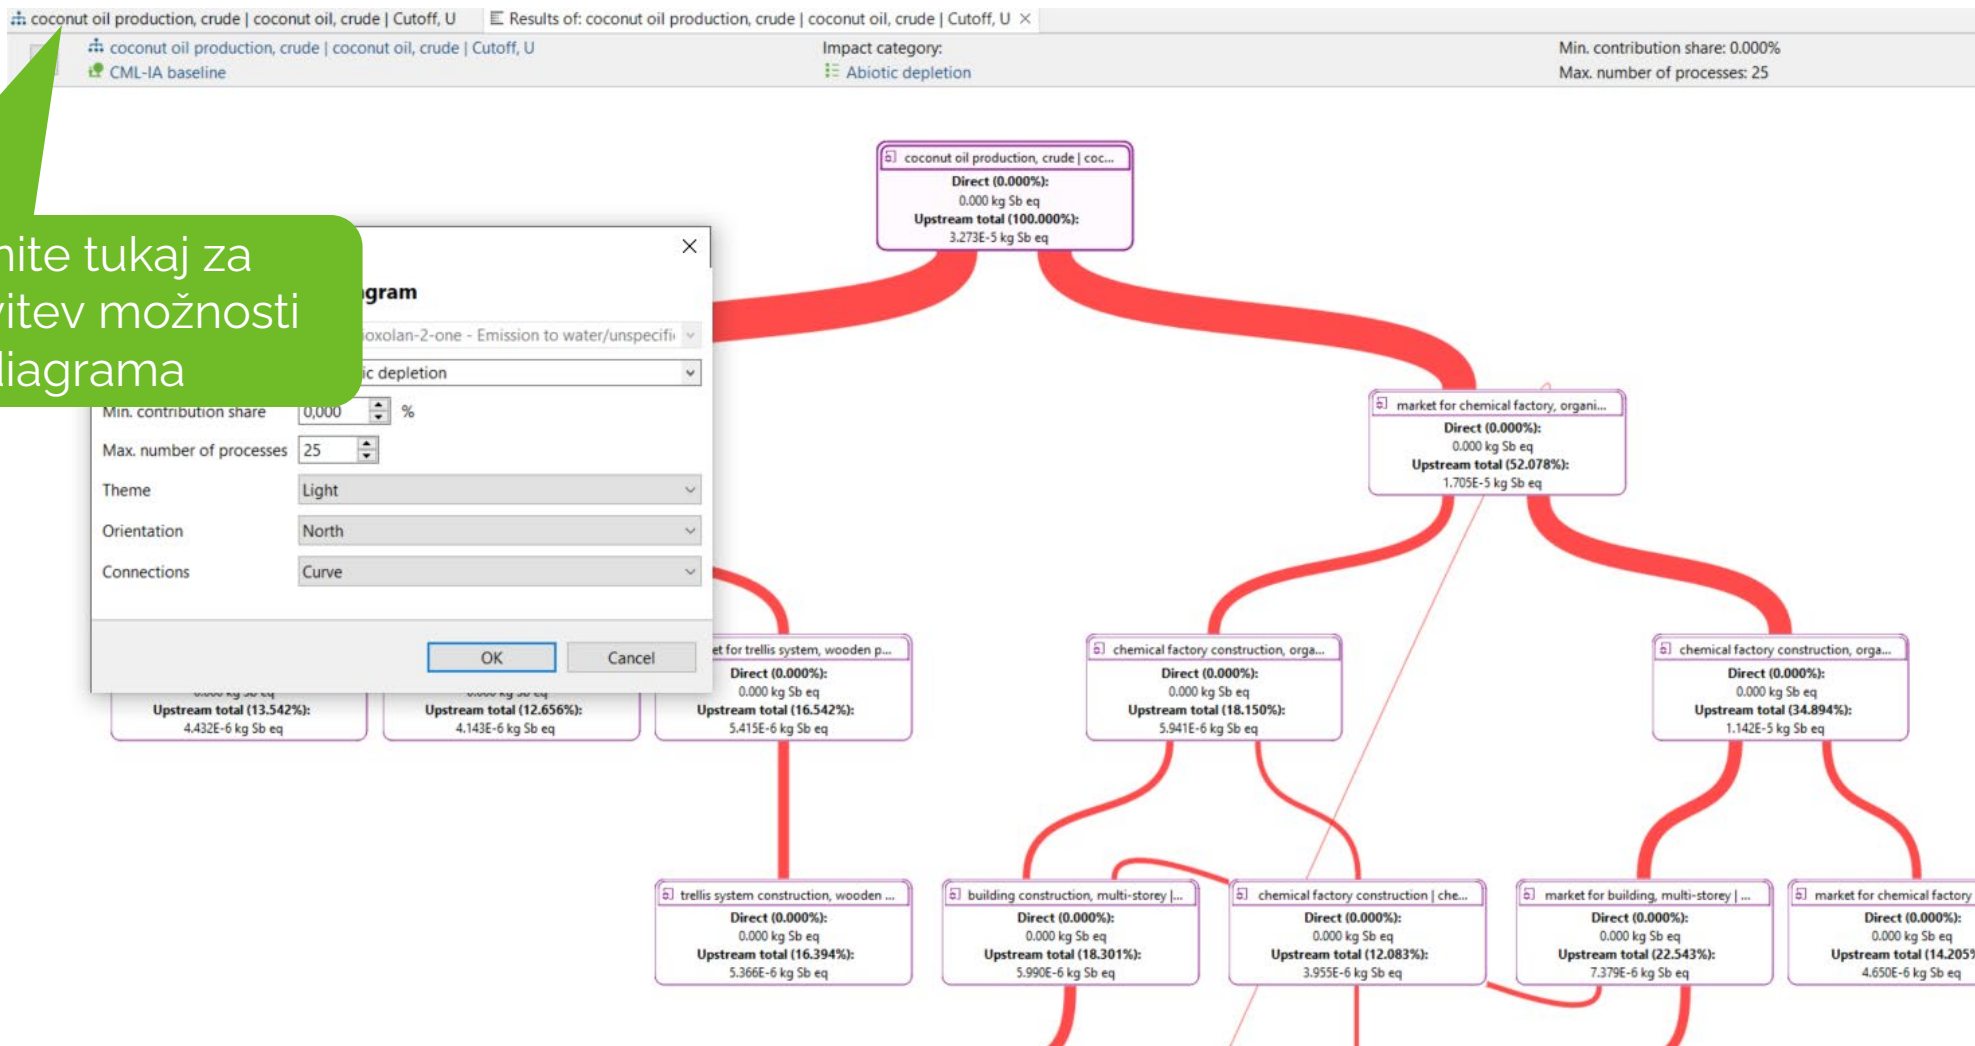 coconut oil production, crude | coconut oil, crude | Cutoff, U
Results of: coconut oil production, crude | coconut oil, crude | Cutoff, U
coconut oil production, crude | coconut oil, crude | Cutoff, U
CML-IA baseline
Impact category:
Abiotic depletion
Min. contribution share: 0.000%
Max. number of processes: 25
coconut oil production, crude | coc...
Direct (0.000%):
0.000 kg Sb eq
Upstream total (100.000%):
3.273E-5 kg Sb eq
tukaj za
možnosti
Emission to water/
depletion
Min. contribution share 0,000 %
Max. number of processes 25
Theme Light
Orientation North
Connections Curve
OK Cancel
market for chemical factory, organi...
Direct (0.000%):
0.000 kg Sb eq
Upstream total (52.078%):
1.705E-5 kg Sb eq
Upstream total (13.542%):
4.432E-6 kg Sb eq
Upstream total (12.656%):
4.143E-6 kg Sb eq
for trellis system, wooden p...
Direct (0.000%):
0.000 kg Sb eq
Upstream total (16.542%):
5.415E-6 kg Sb eq
chemical factory construction, orga...
Direct (0.000%):
0.000 kg Sb eq
Upstream total (18.150%):
5.941E-6 kg Sb eq
chemical factory construction, orga...
Direct (0.000%):
0.000 kg Sb eq
Upstream total (34.894%):
1.142E-5 kg Sb eq
trellis system construction, wooden ...
Direct (0.000%):
0.000 kg Sb eq
Upstream total (16.394%):
5.366E-6 kg Sb eq
building construction, multi-storey |...
Direct (0.000%):
0.000 kg Sb eq
Upstream total (18.301%):
5.990E-6 kg Sb eq
chemical factory construction | che...
Direct (0.000%):
0.000 kg Sb eq
Upstream total (12.083%):
3.955E-6 kg Sb eq
market for building, multi-storey | ...
Direct (0.000%):
0.000 kg Sb eq
Upstream total (22.543%):
7.379E-6 kg Sb eq
market for chemical factory
Direct (0.000%):
0.000 kg Sb eq
Upstream total (14.205%
4.650E-6 kg Sb eq